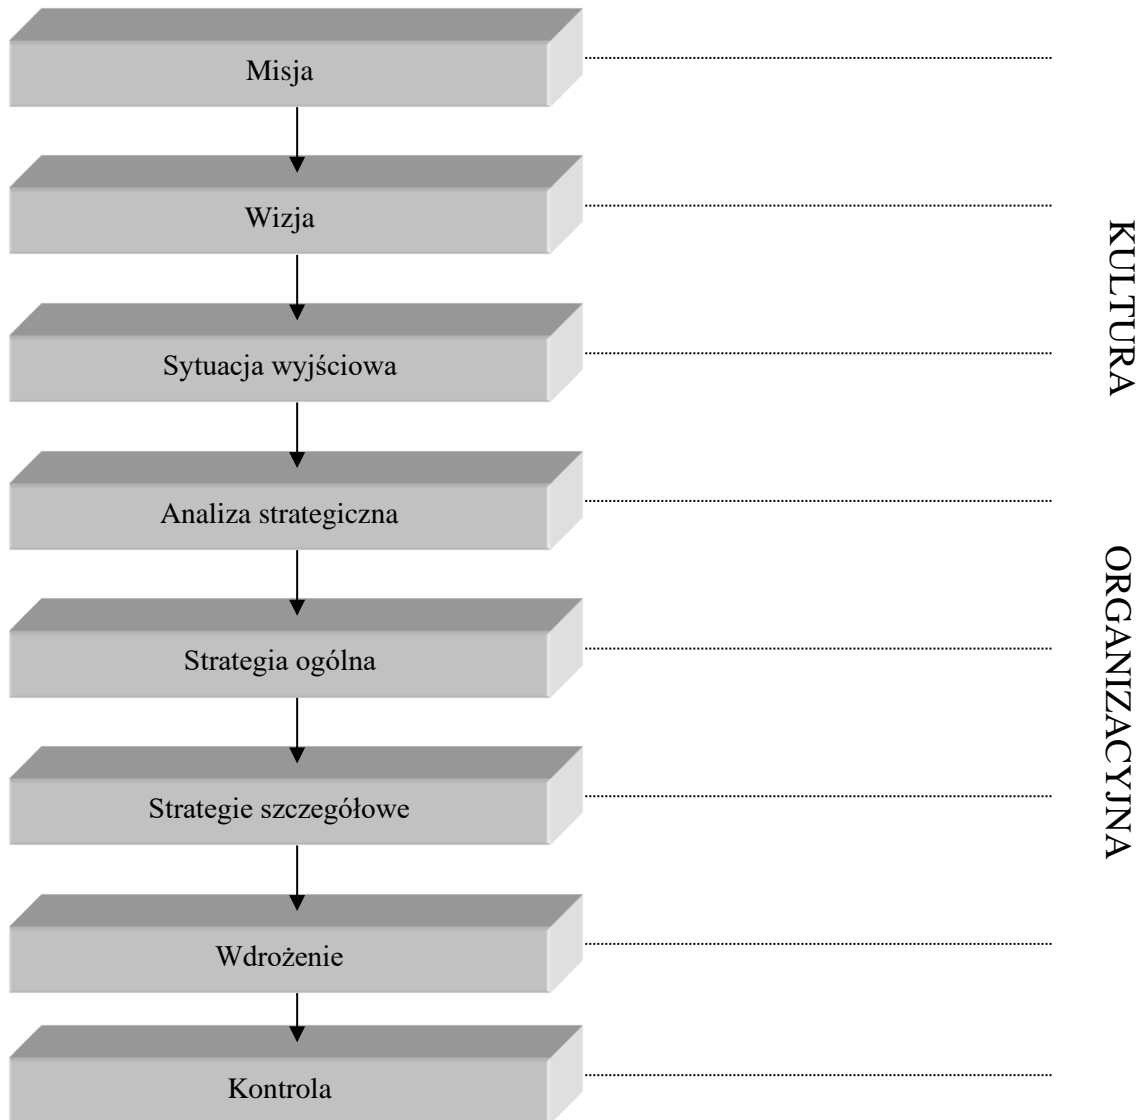 Misja
Wizja
Sytuacja wyjściowa
Analiza strategiczna
Strategia ogólna
Strategie szczegółowe
Wdrożenie
Kontrola
KULTURA
ORGANIZACYJNA